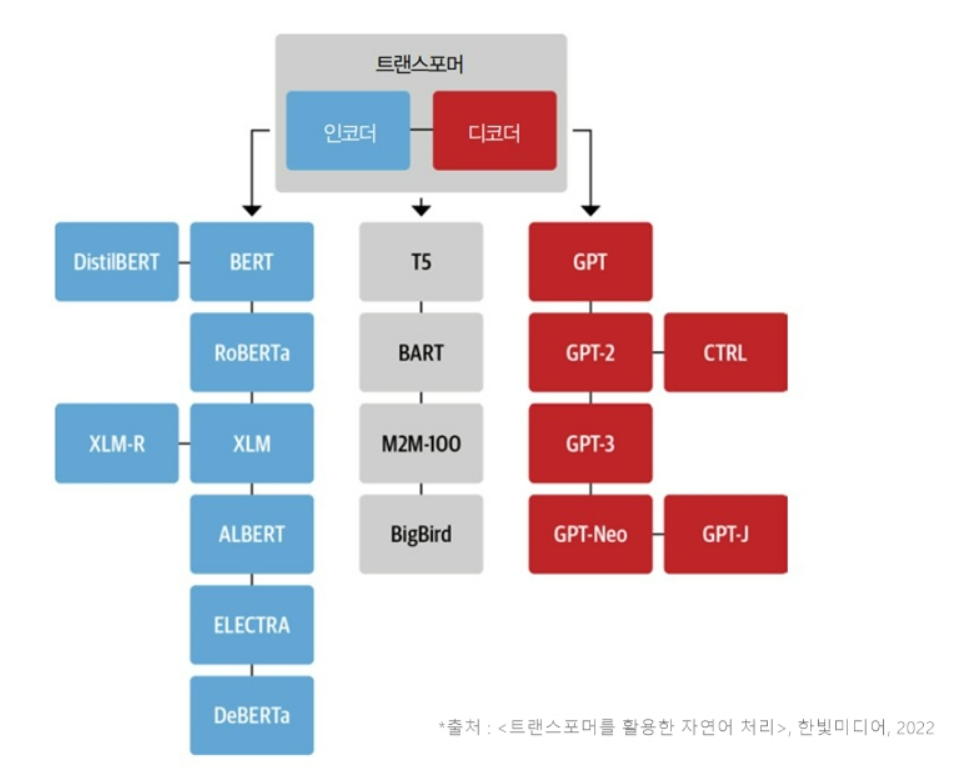 트랜스포머
인코더
디코더
DistilBERT
BERT
T5
GPT
RoBERTa
BART
GPT-2
CTRL
XLM-R
XLM
M2M-100
GPT-3
ALBERT
BigBird
GPT-Neo
GPT-J
ELECTRA
DeBERTa
*출처 : <트랜스포머를 활용한 자연어 처리>, 한빛미디어, 2022